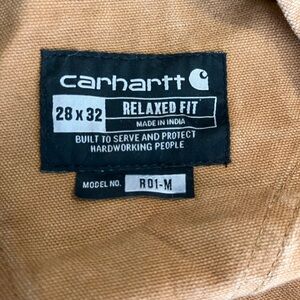 carhartt
28 x 32 RELAXED FIT
MADE IN INDIA
BUILT TO SERVE AND PROTECT
HARDWORKING PEOPLE
MODEL NO. R01-M